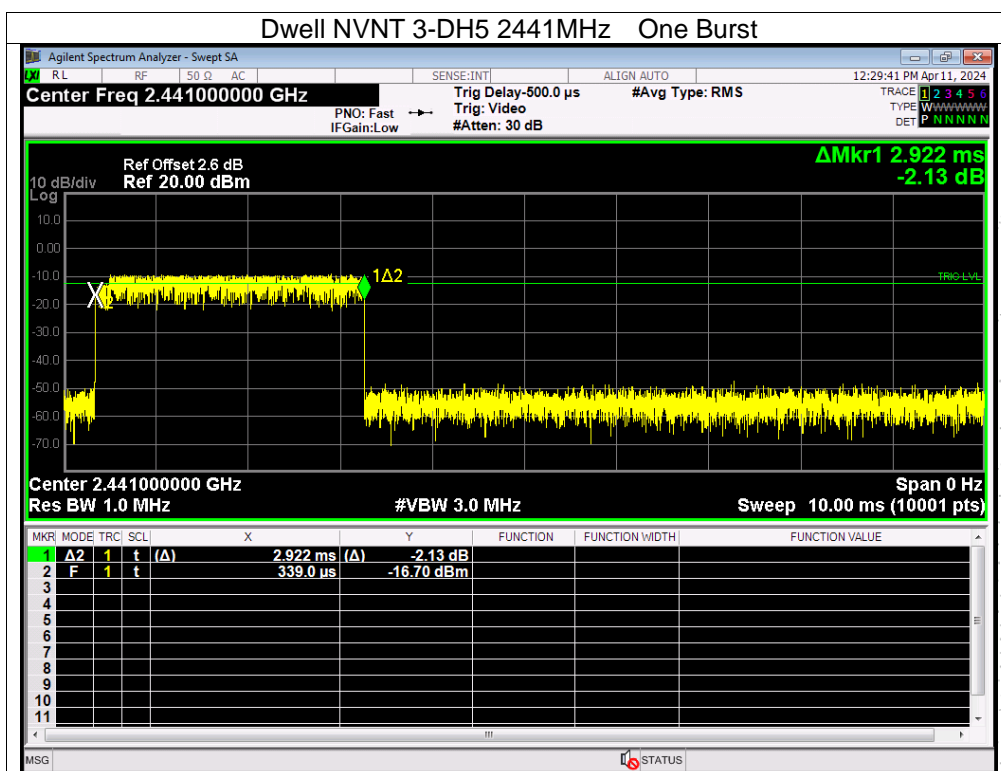 Dwell NVNT 3-DH5 2441MHz One Burst
Agilent Spectrum Analyzer - Swept SA
LXI RL RF 50 Ω AC SENSE:INT ALIGN AUTO 12:29:41 PM Apr 11, 2024
Center Freq 2.441000000 GHz
PNO: Fast
IFGain:Low
Trig Delay-500.0 µs
Trig: Video
#Atten: 30 dB
#Avg Type: RMS
TRACE 1 2 3 4 5 6
TYPE WWWWWW
DET P N N N N N
ΔMkr1 2.922 ms
-2.13 dB
Ref Offset 2.6 dB
10 dB/div Ref 20.00 dBm
Log
10.0
0.00
-10.0
-20.0
-30.0
-40.0
-50.0
-60.0
-70.0
1Δ2
X2
TRIG LVL
Center 2.441000000 GHz Span 0 Hz
Res BW 1.0 MHz #VBW 3.0 MHz Sweep 10.00 ms (10001 pts)
MKR MODE TRC SCL X Y FUNCTION FUNCTION WIDTH FUNCTION VALUE
1 Δ2 1 t (Δ) 2.922 ms (Δ) -2.13 dB
2 F 1 t 339.0 µs -16.70 dBm
3
4
5
6
7
8
9
10
11
MSG STATUS